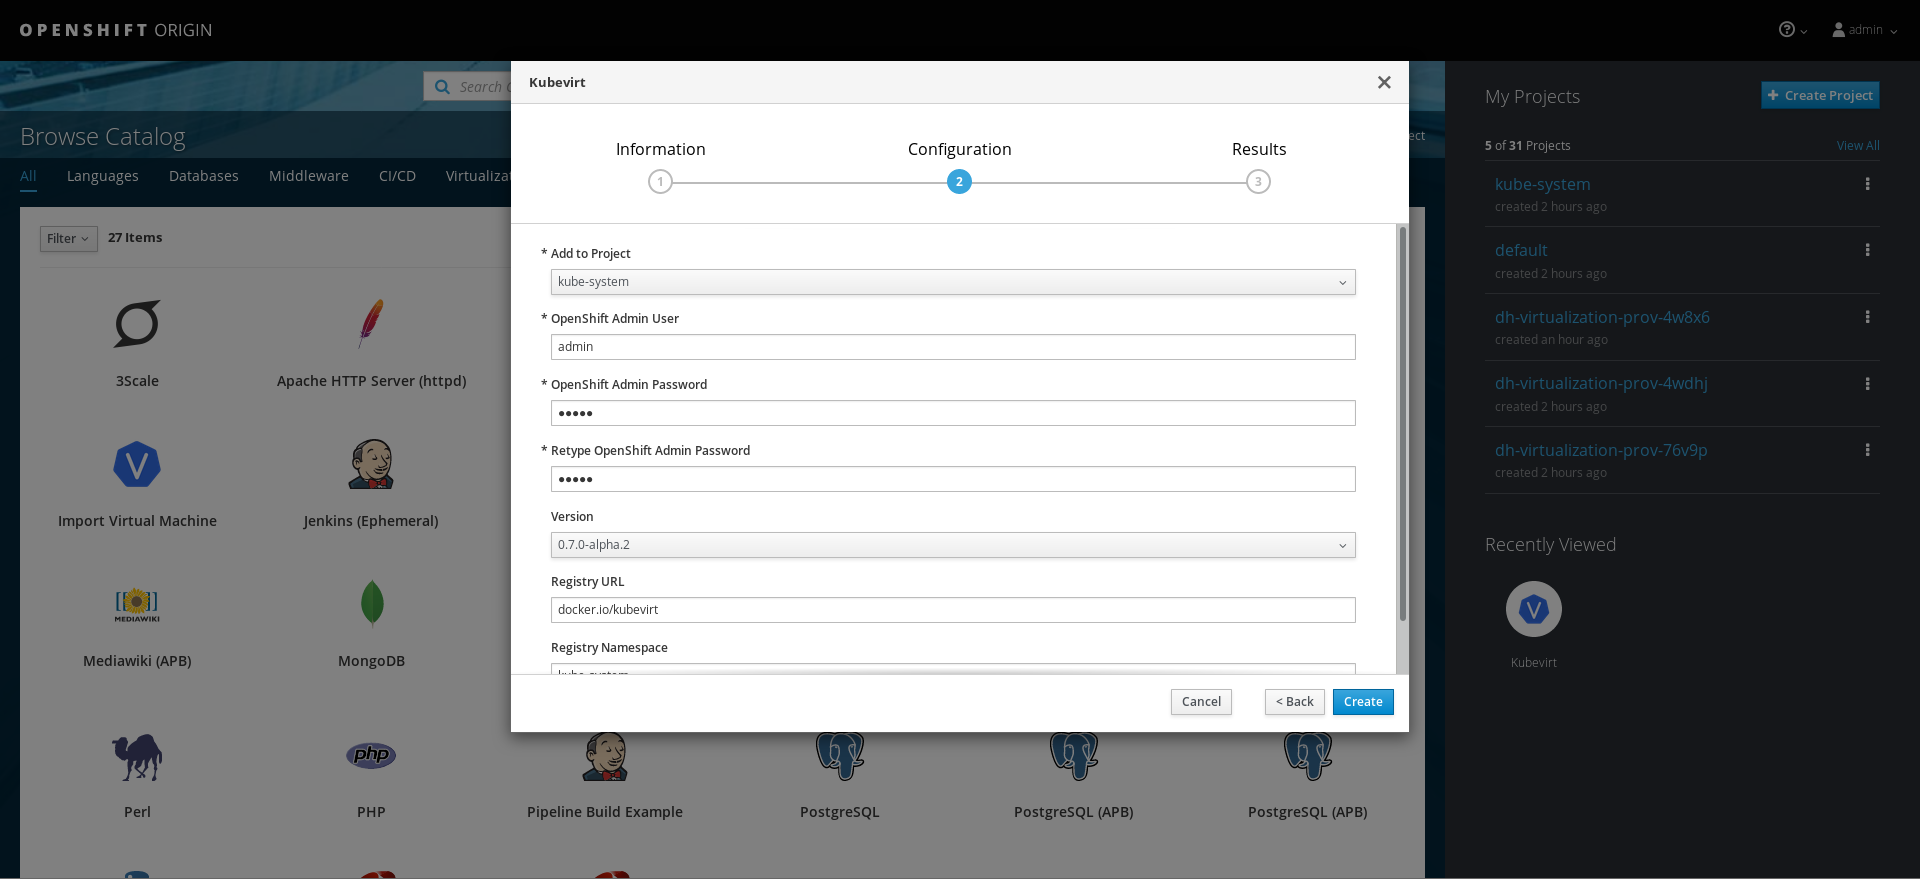 OPENSHIFT ORIGIN
admin
Search C
Browse Catalog
ect
All Languages Databases Middleware CI/CD Virtualizat
Filter
27 Items
3Scale
Apache HTTP Server (httpd)
Import Virtual Machine
Jenkins (Ephemeral)
MEDIAWIKI
Mediawiki (APB)
MongoDB
php
Perl
PHP
Pipeline Build Example
PostgreSQL
PostgreSQL (APB)
PostgreSQL (APB)
Kubevirt
Information
Configuration
Results
1
2
3
* Add to Project
kube-system
* OpenShift Admin User
admin
* OpenShift Admin Password
•••••
* Retype OpenShift Admin Password
•••••
Version
0.7.0-alpha.2
Registry URL
docker.io/kubevirt
Registry Namespace
kube-system
Cancel
< Back
Create
My Projects
+ Create Project
5 of 31 Projects
View All
kube-system
created 2 hours ago
default
created 2 hours ago
dh-virtualization-prov-4w8x6
created an hour ago
dh-virtualization-prov-4wdhj
created 2 hours ago
dh-virtualization-prov-76v9p
created 2 hours ago
Recently Viewed
V
Kubevirt